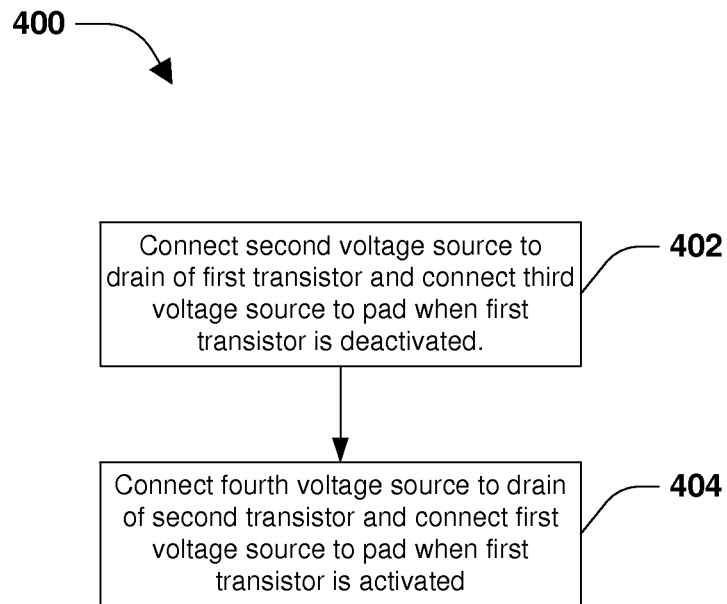 400
Connect second voltage source to
drain of first transistor and connect third
voltage source to pad when first
transistor is deactivated.
402
Connect fourth voltage source to drain
of second transistor and connect first
voltage source to pad when first
transistor is activated
404